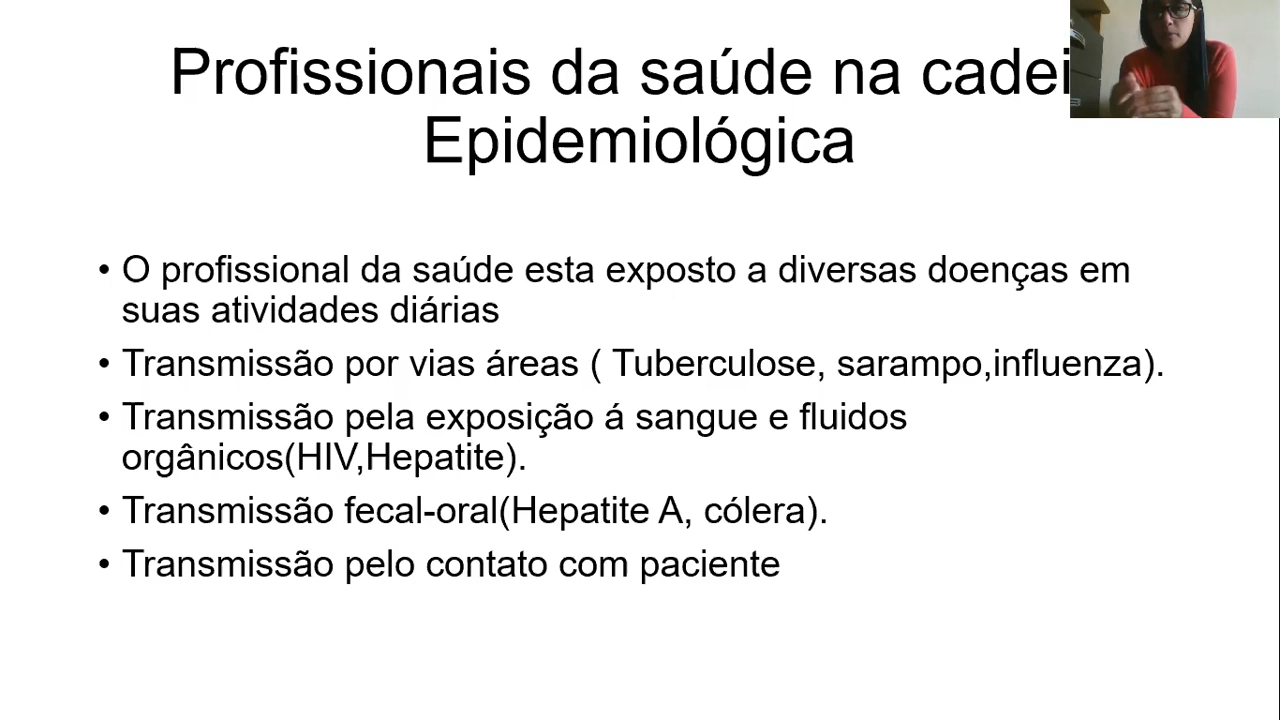 Profissionais da saúde na cadei
Epidemiológica
• O profissional da saúde esta exposto a diversas doenças em
suas atividades diárias
• Transmissão por vias áreas ( Tuberculose, sarampo,influenza).
• Transmissão pela exposição á sangue e fluidos
orgânicos(HIV,Hepatite).
• Transmissão fecal-oral(Hepatite A, cólera).
• Transmissão pelo contato com paciente